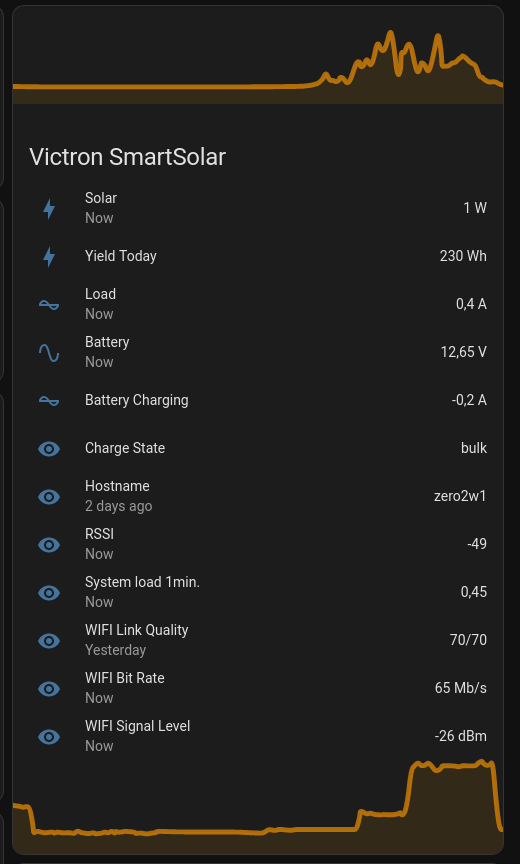 Victron SmartSolar
Solar
Now
1 W
Yield Today
230 Wh
Load
Now
0,4 A
Battery
Now
12,65 V
Battery Charging
-0,2 A
Charge State
bulk
Hostname
2 days ago
zero2w1
RSSI
Now
-49
System load 1min.
Now
0,45
WIFI Link Quality
Yesterday
70/70
WIFI Bit Rate
Now
65 Mb/s
WIFI Signal Level
Now
-26 dBm